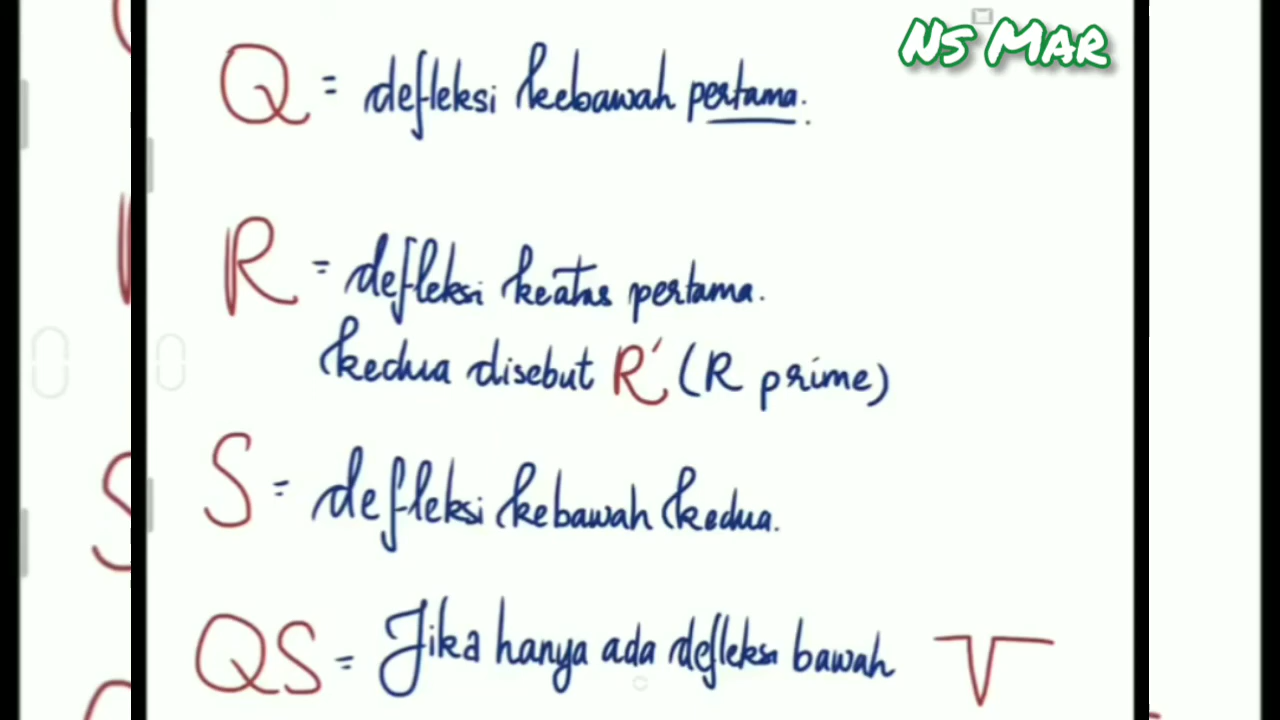 Ns Mar
Q = defleksi kebawah pertama.
R = defleksi keatas pertama.
kedua disebut R' (R prime)
S = defleksi kebawah kedua.
QS = Jika hanya ada defleksi bawah